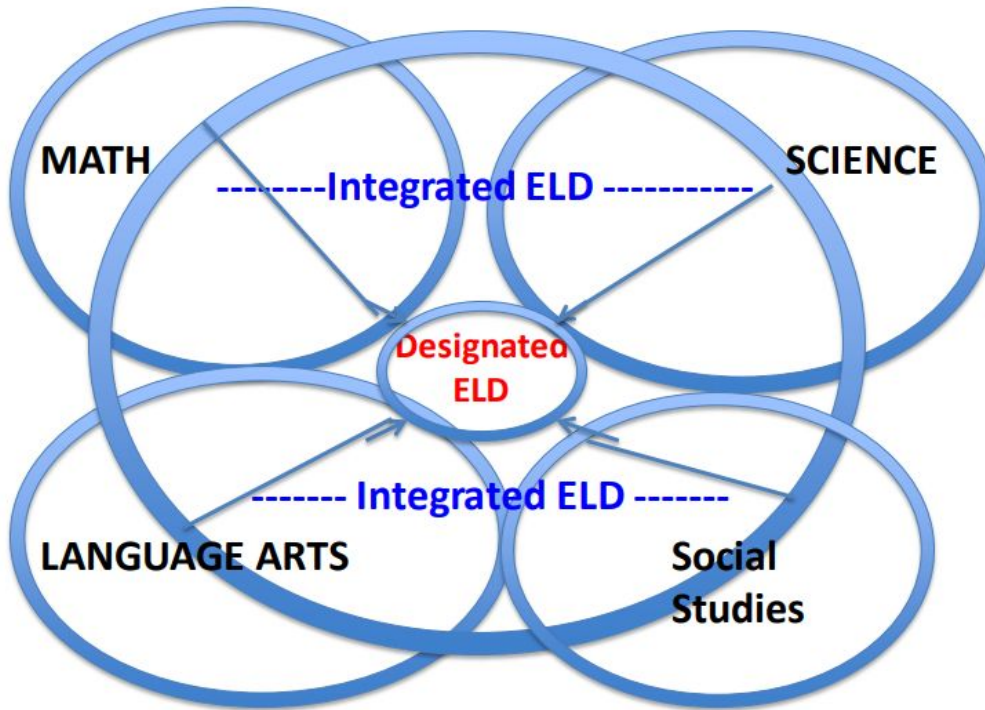 MATH
SCIENCE
--------Integrated ELD -----------
Designated
ELD
------- Integrated ELD -------
LANGUAGE ARTS
Social
Studies